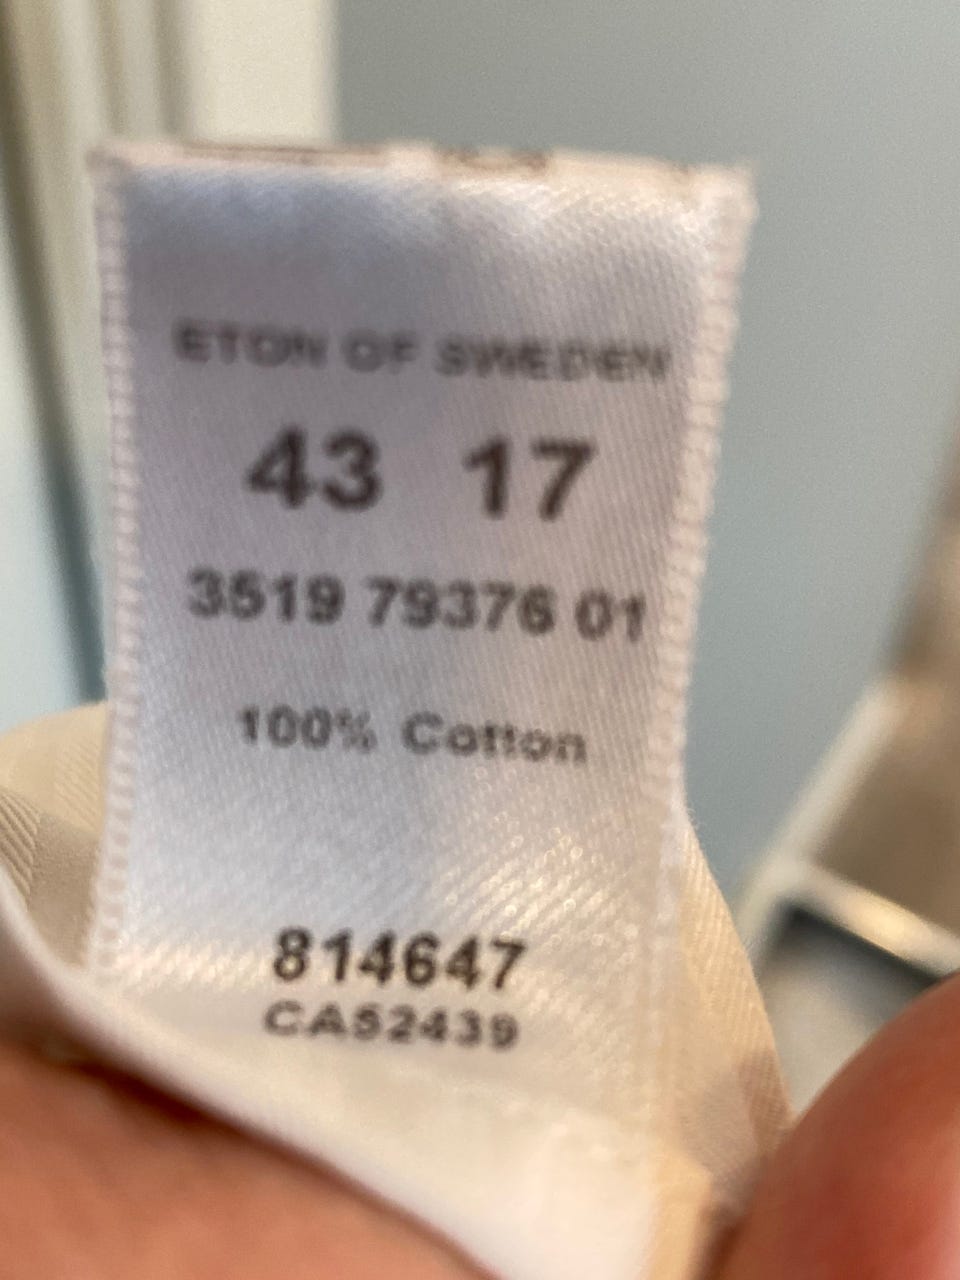 ETON OF SWEDEN
43 17
3519 79376 01
100% Cotton
814647
CA52439